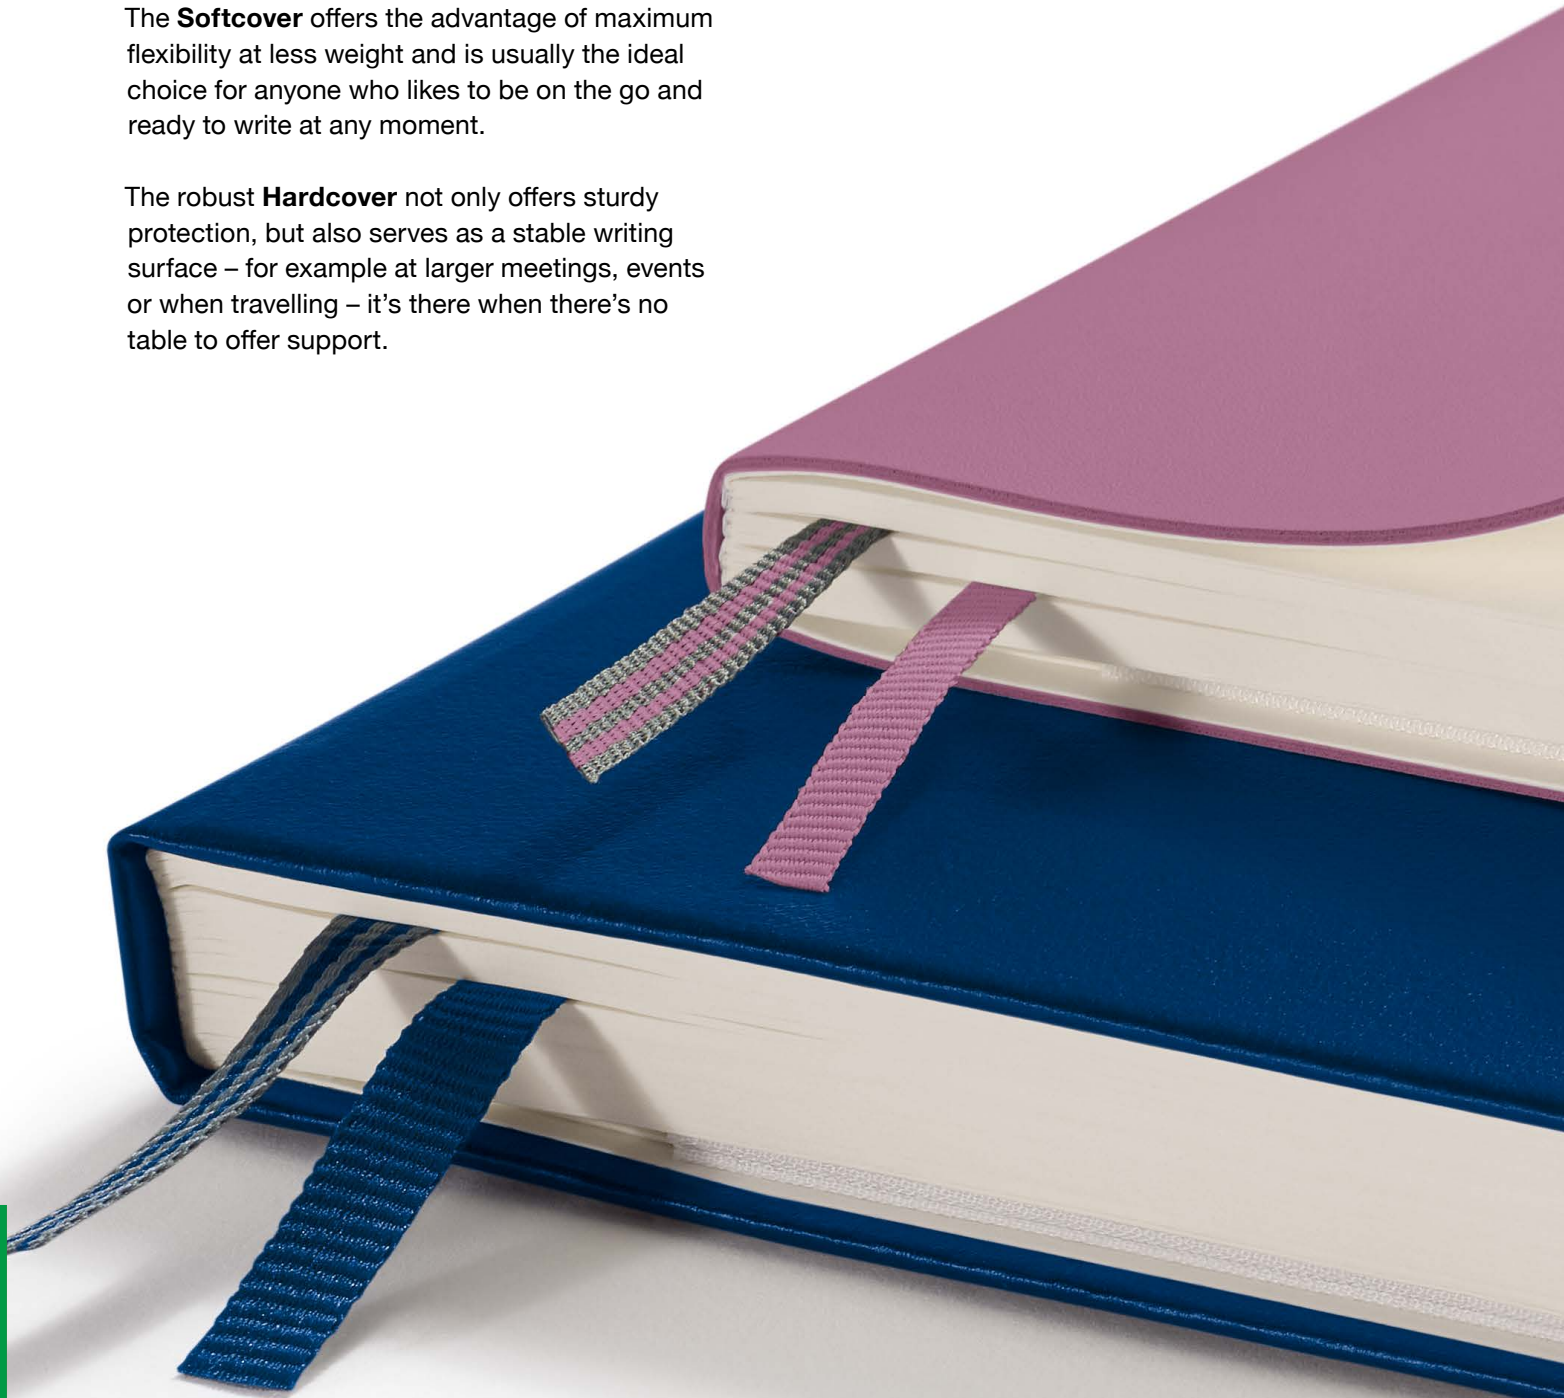 The Softcover offers the advantage of maximum
flexibility at less weight and is usually the ideal
choice for anyone who likes to be on the go and
ready to write at any moment.
The robust Hardcover not only offers sturdy
protection, but also serves as a stable writing
surface – for example at larger meetings, events
or when travelling – it’s there when there’s no
table to offer support.